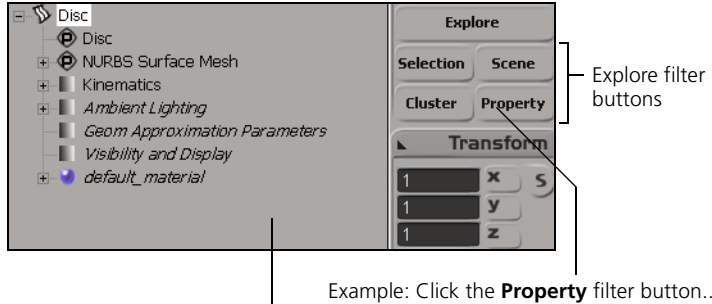 Disc
Disc
NURBS Surface Mesh
Kinematics
Ambient Lighting
Geom Approximation Parameters
Visibility and Display
default_material
Explore
Selection Scene
Cluster Property
Transform
1 x S
1 y
1 z
Explore filter
buttons
Example: Click the Property filter button..